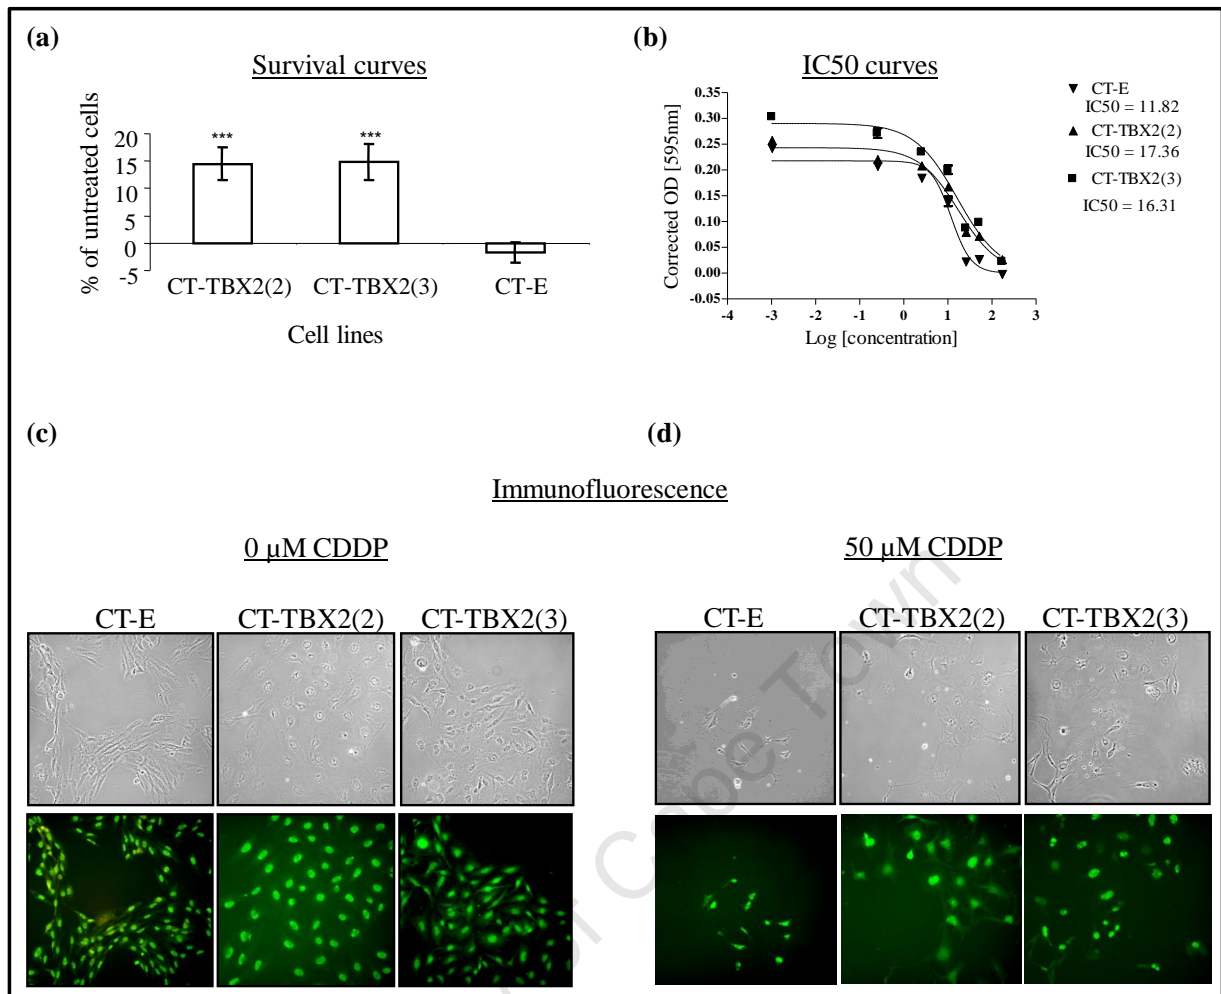 (a)
Survival curves
% of untreated cells
20
15
10
5
0
-5
***
***
CT-TBX2(2) CT-TBX2(3) CT-E
Cell lines
(b)
IC50 curves
Corrected OD [595nm]
0.35
0.30
0.25
0.20
0.15
0.10
0.05
0.00
-0.05
-4 -3 -2 -1 0 1 2 3
Log [concentration]
CT-E
IC50 = 11.82
CT-TBX2(2)
IC50 = 17.36
CT-TBX2(3)
IC50 = 16.31
(c)
(d)
Immunofluorescence
0 µM CDDP
50 µM CDDP
CT-E CT-TBX2(2) CT-TBX2(3)
CT-E CT-TBX2(2) CT-TBX2(3)
of Cape Town